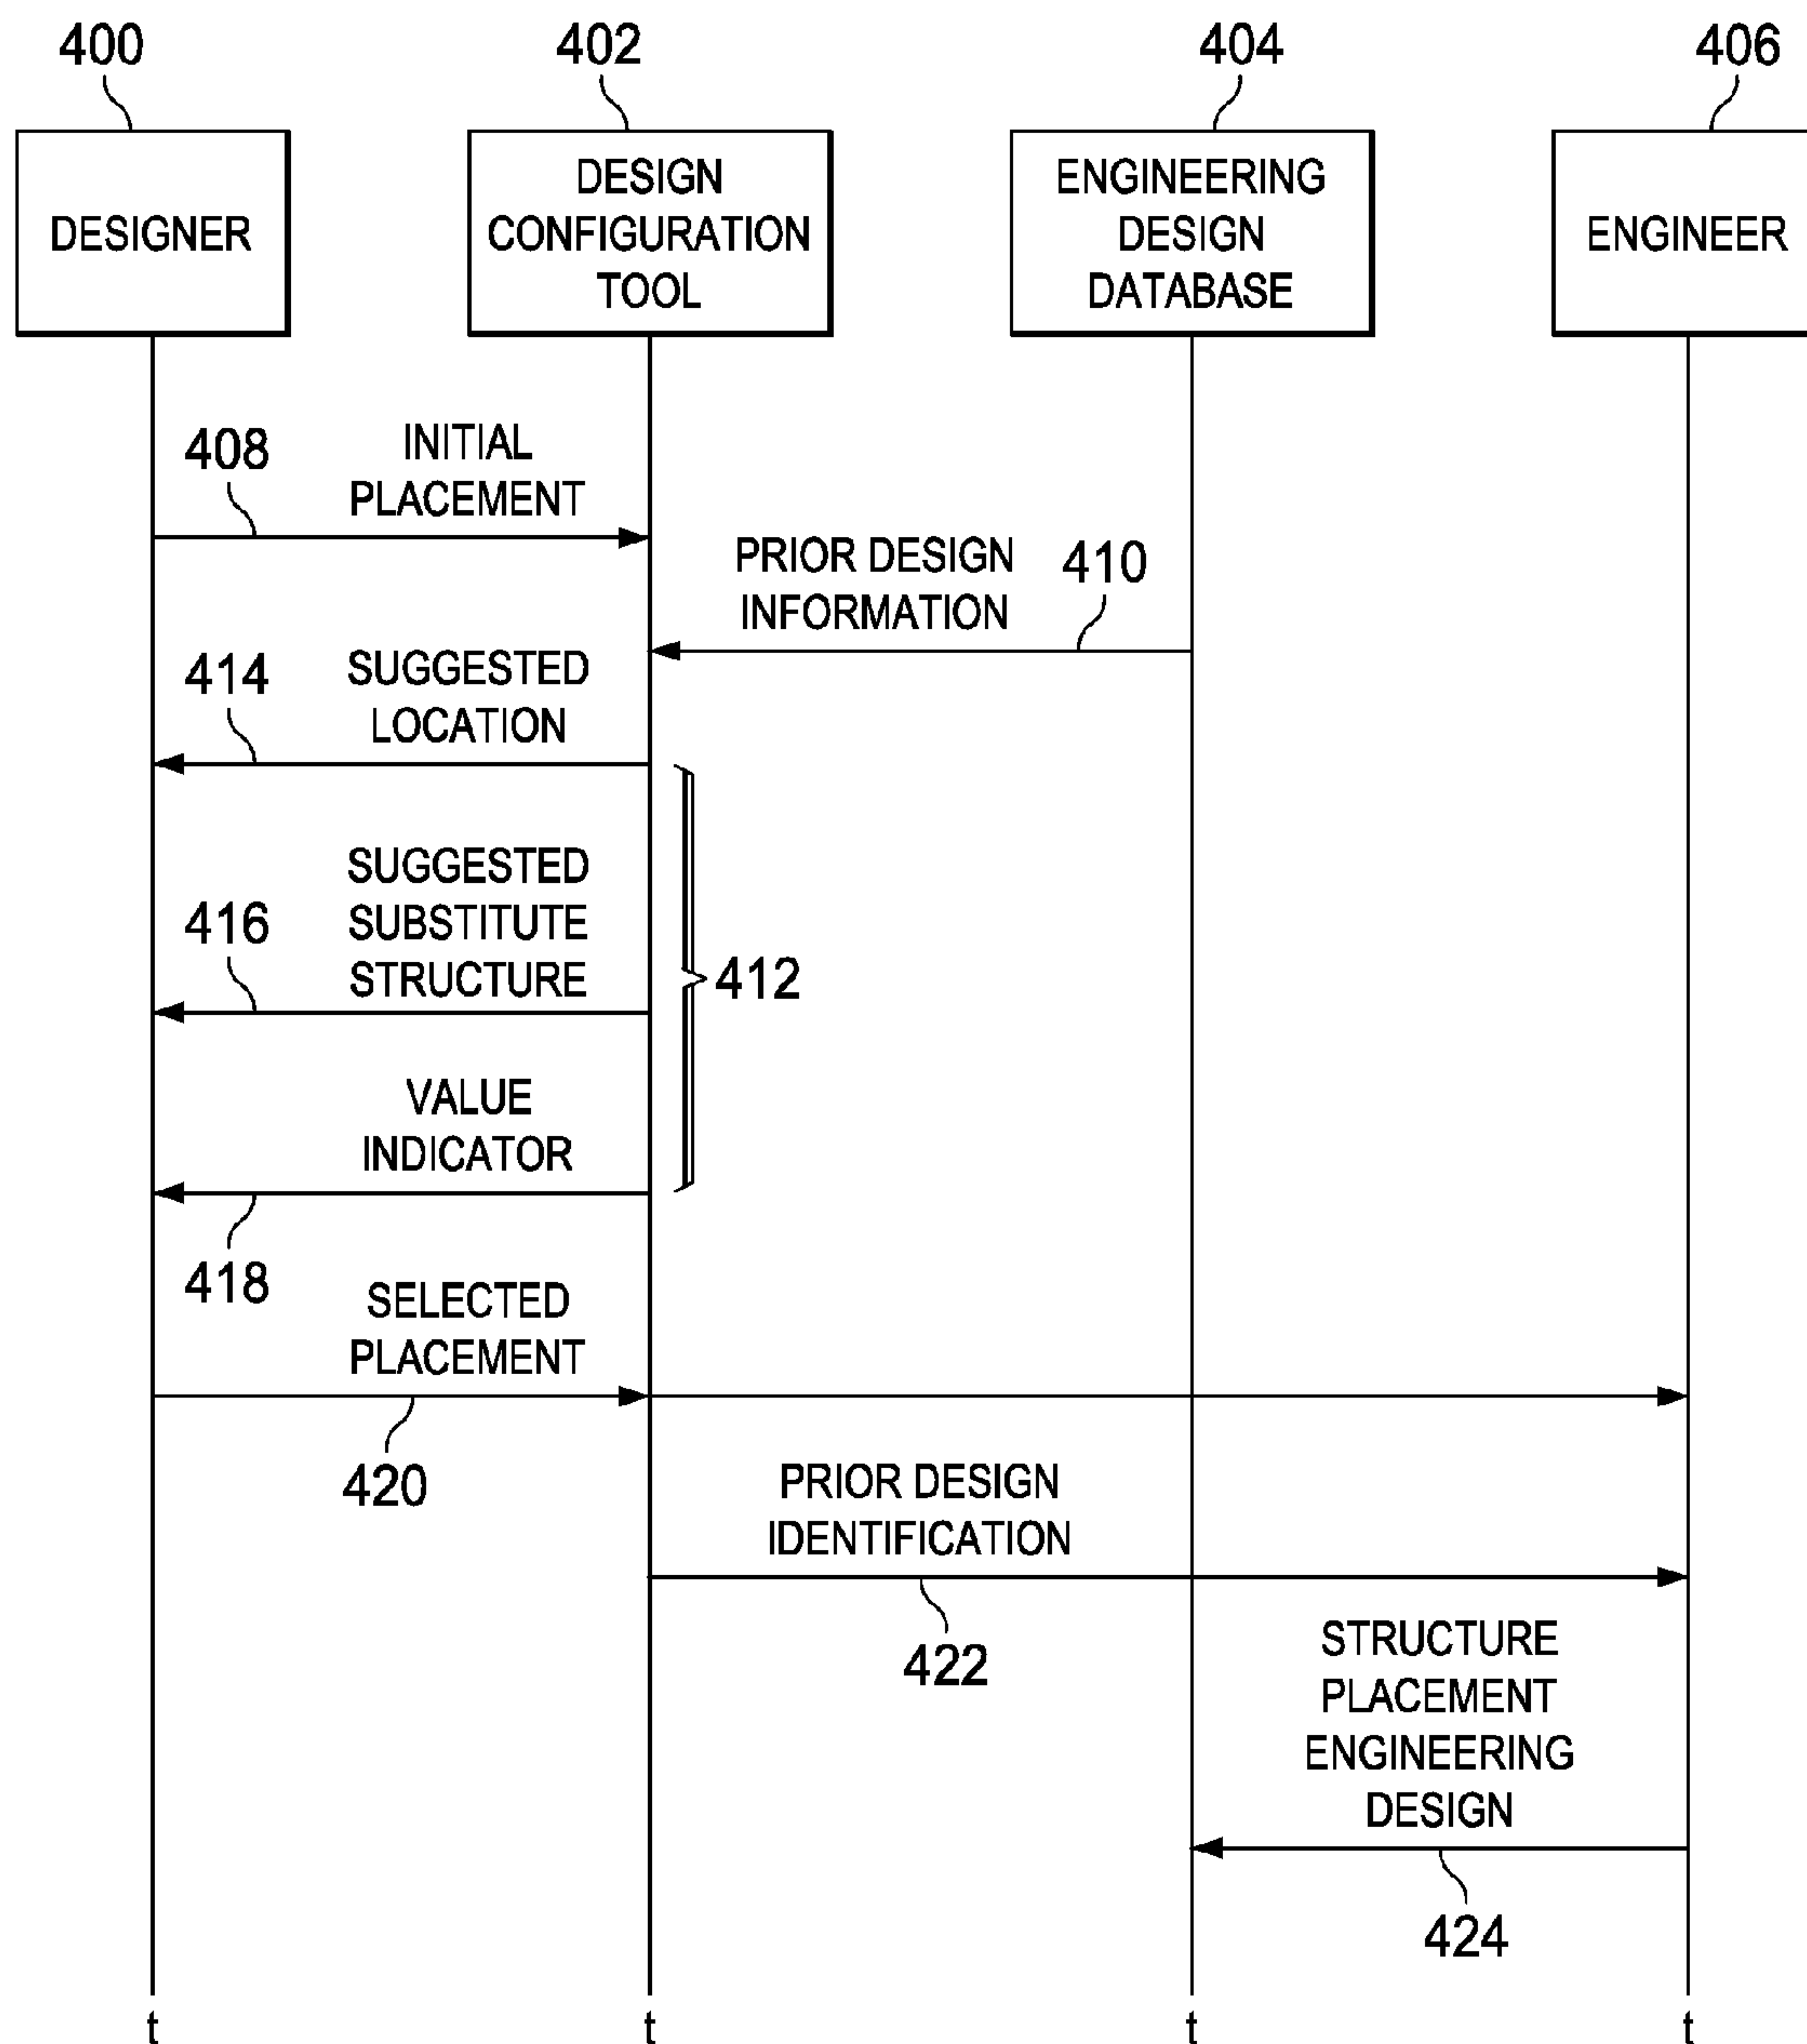 400
402
404
406
DESIGNER
DESIGN
CONFIGURATION
TOOL
ENGINEERING
DESIGN
DATABASE
ENGINEER
408
INITIAL
PLACEMENT
PRIOR DESIGN
INFORMATION
410
414
SUGGESTED
LOCATION
416
SUGGESTED
SUBSTITUTE
STRUCTURE
412
VALUE
INDICATOR
418
SELECTED
PLACEMENT
420
PRIOR DESIGN
IDENTIFICATION
422
STRUCTURE
PLACEMENT
ENGINEERING
DESIGN
424
t
t
t
t